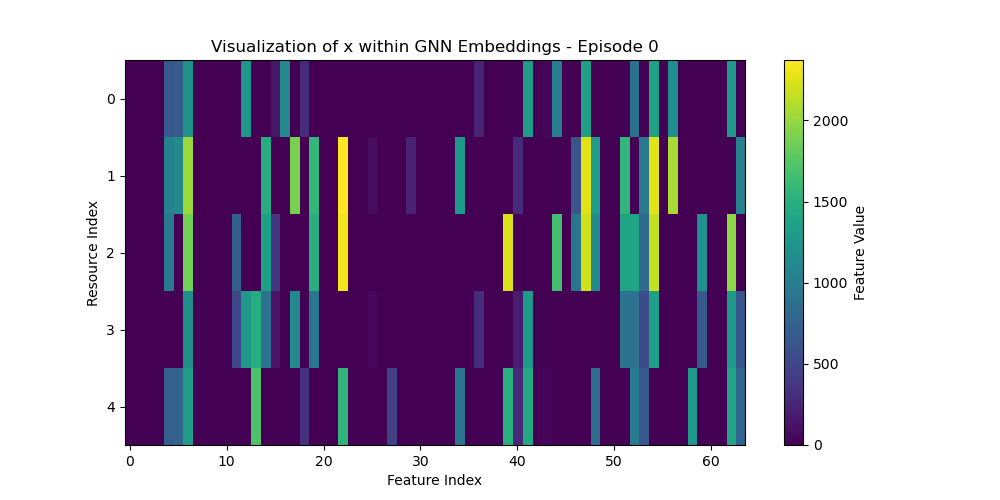 Visualization of x within GNN Embeddings - Episode 0
Resource Index
0
1
2
3
4
0 10 20 30 40 50 60
Feature Index
2000
1500
1000
500
0
Feature Value